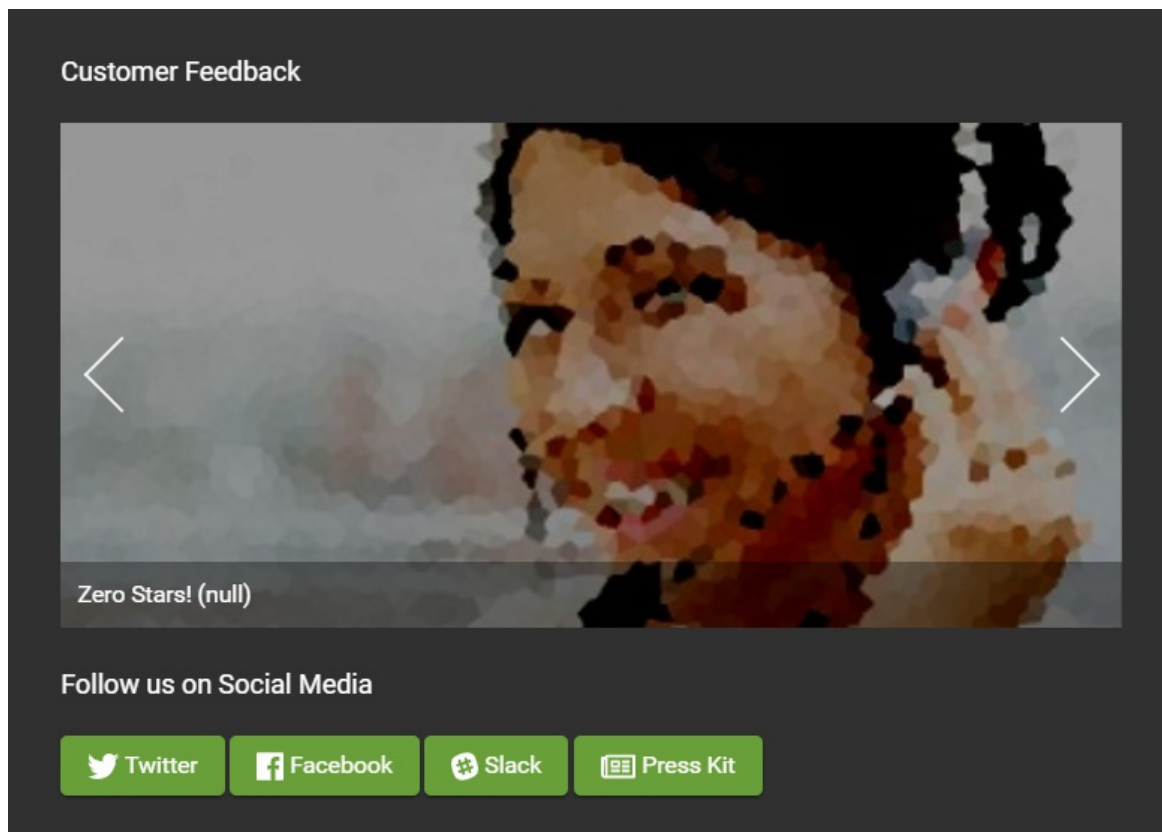 Customer Feedback
Zero Stars! (null)
Follow us on Social Media
Twitter Facebook Slack Press Kit